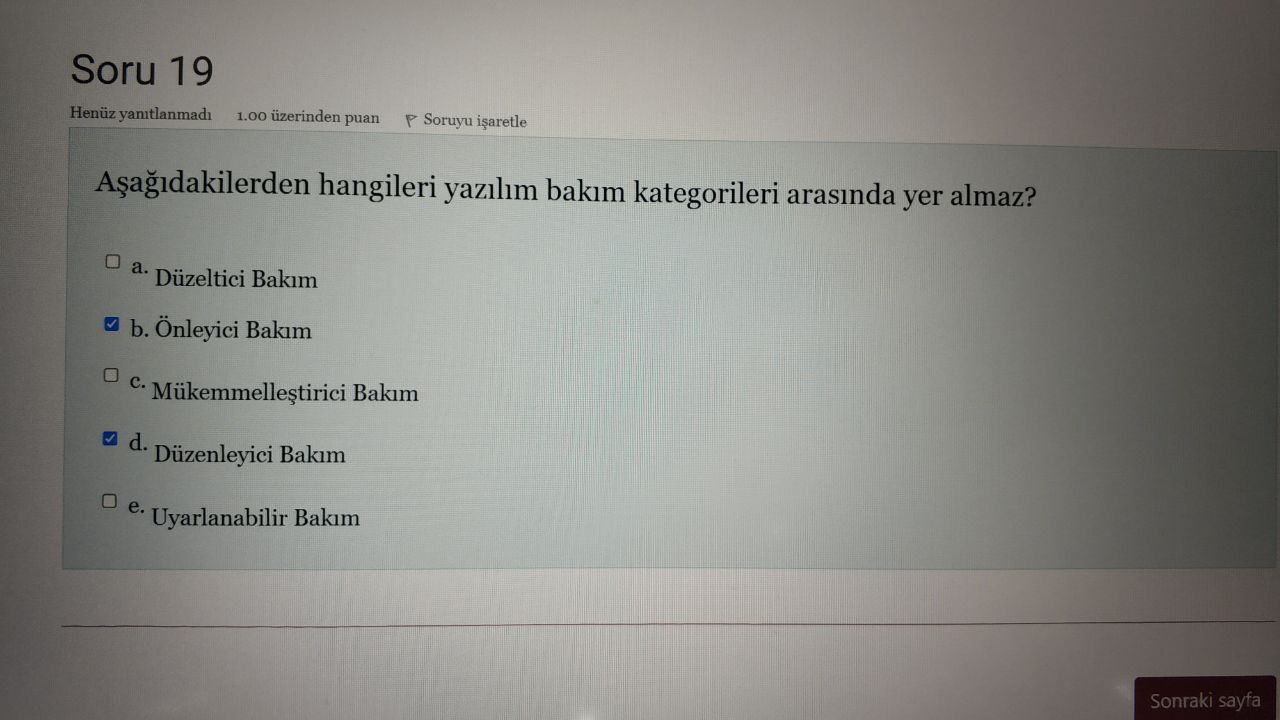 Soru 19
Henüz yanıtlanmadı 1.00 üzerinden puan Soruyu işaretle
Aşağıdakilerden hangileri yazılım bakım kategorileri arasında yer almaz?
a. Düzeltici Bakım
b. Önleyici Bakım
c. Mükemmelleştirici Bakım
d. Düzenleyici Bakım
e. Uyarlanabilir Bakım
Sonraki sayfa